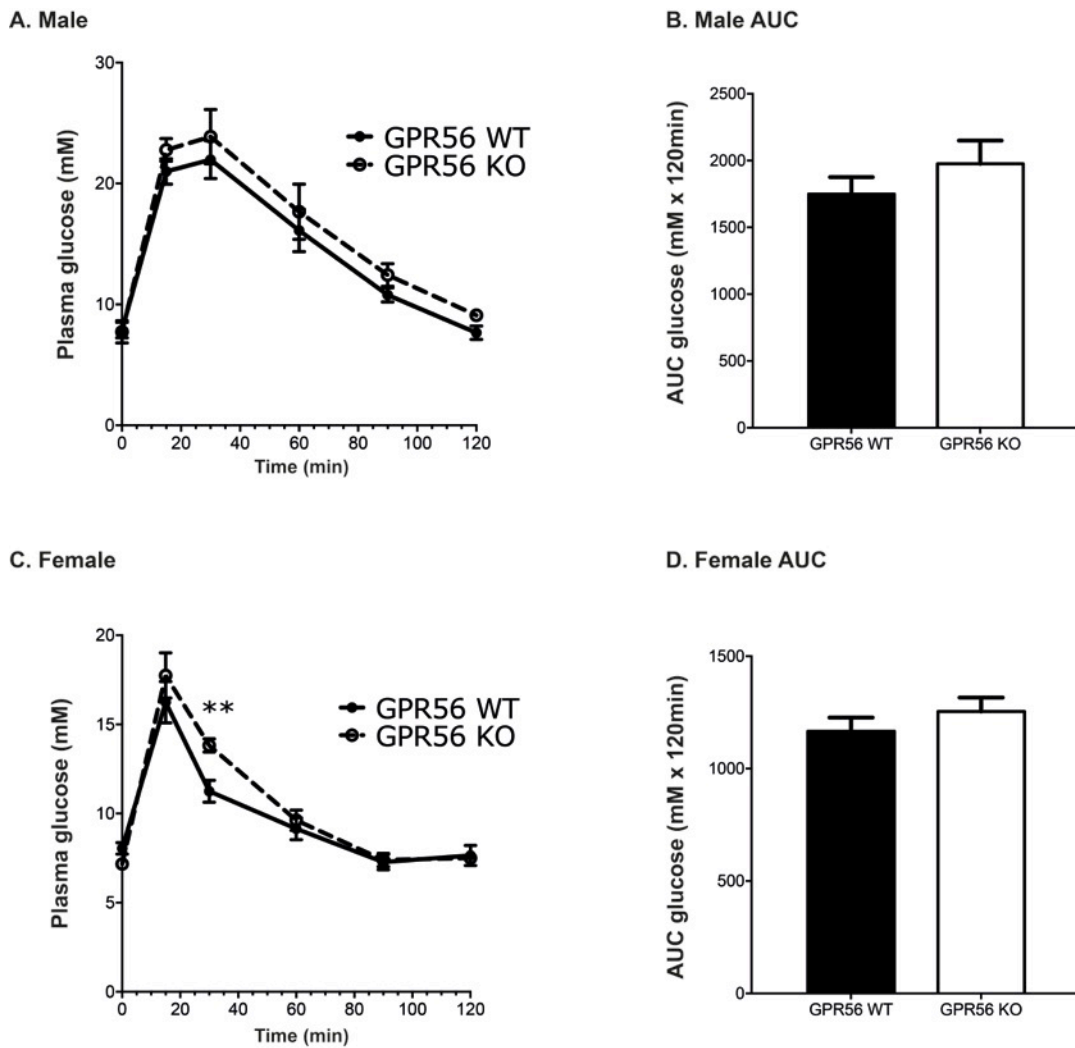 A. Male
30
20
10
0
Plasma glucose (mM)
0 20 40 60 80 100 120
Time (min)
GPR56 WT
GPR56 KO
B. Male AUC
2500
2000
1500
1000
500
0
AUC glucose (mM x 120min)
GPR56 WT GPR56 KO
C. Female
20
15
10
5
0
Plasma glucose (mM)
0 20 40 60 80 100 120
Time (min)
**
GPR56 WT
GPR56 KO
D. Female AUC
1500
1000
500
0
AUC glucose (mM x 120min)
GPR56 WT GPR56 KO